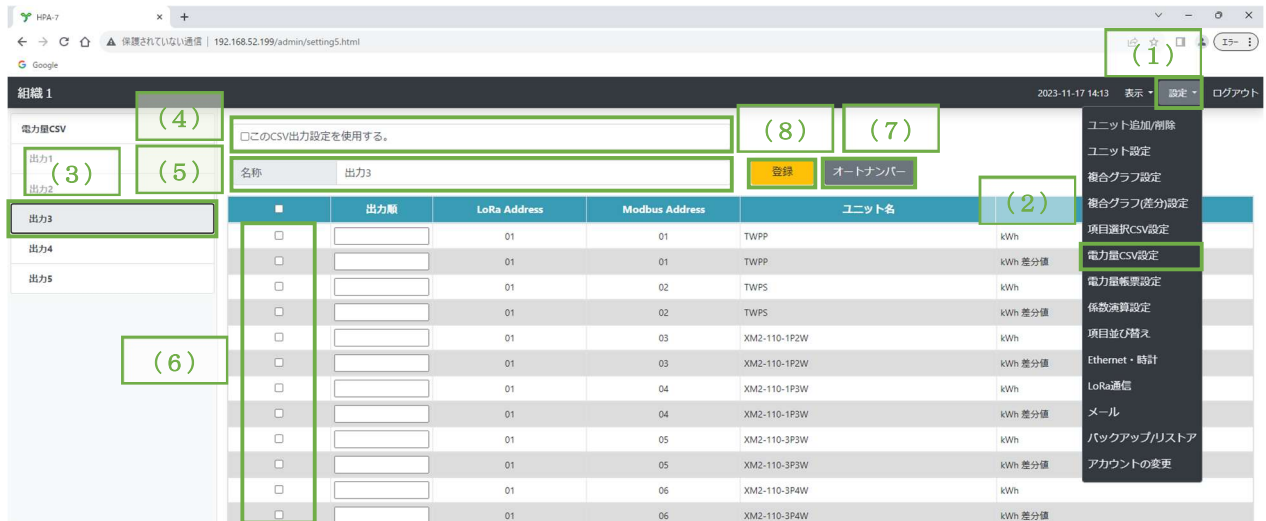 HPA-7
保護されていない通信 | 192.168.52.199/admin/setting5.html
エラー
Google
(1)
組織 1
2023-11-17 14:13 表示 設定 ログアウト
電力量CSV
(4)
□このCSV出力設定を使用する。
(8)
(7)
出力1
(3)
(5)
名称 出力3
登録
オートナンバー
出力2
出力3
出力4
出力5
(6)
(2)
出力順 LoRa Address Modbus Address ユニット名
01 01 TWPP kWh
01 01 TWPP kWh 差分値
01 02 TWPS kWh
01 02 TWPS kWh 差分値
01 03 XM2-110-1P2W kWh
01 03 XM2-110-1P2W kWh 差分値
01 04 XM2-110-1P3W kWh
01 04 XM2-110-1P3W kWh 差分値
01 05 XM2-110-3P3W kWh
01 05 XM2-110-3P3W kWh 差分値
01 06 XM2-110-3P4W kWh
01 06 XM2-110-3P4W kWh 差分値
ユニット追加/削除
ユニット設定
複合グラフ設定
複合グラフ(差分)設定
項目選択CSV設定
電力量CSV設定
電力量帳票設定
係数演算設定
項目並び替え
Ethernet・時計
LoRa通信
メール
バックアップ/リストア
アカウントの変更